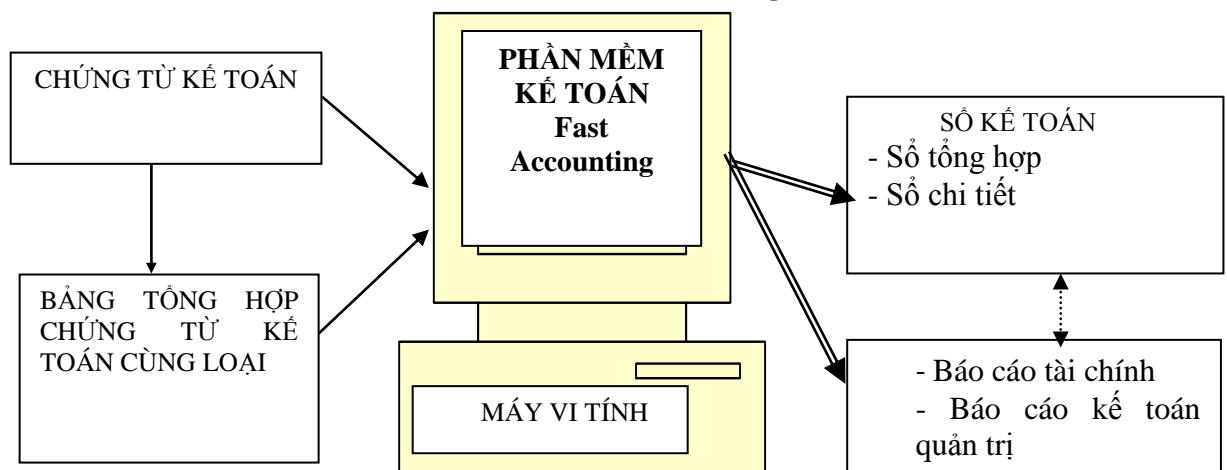 CHỨNG TỪ KẾ TOÁN
BẢNG TỔNG HỢP
CHỨNG TỪ KẾ
TOÁN CÙNG LOẠI
PHẦN MỀM
KẾ TOÁN
Fast
Accounting
MÁY VI TÍNH
SỔ KẾ TOÁN
- Sổ tổng hợp
- Sổ chi tiết
- Báo cáo tài chính
- Báo cáo kế toán
quản trị